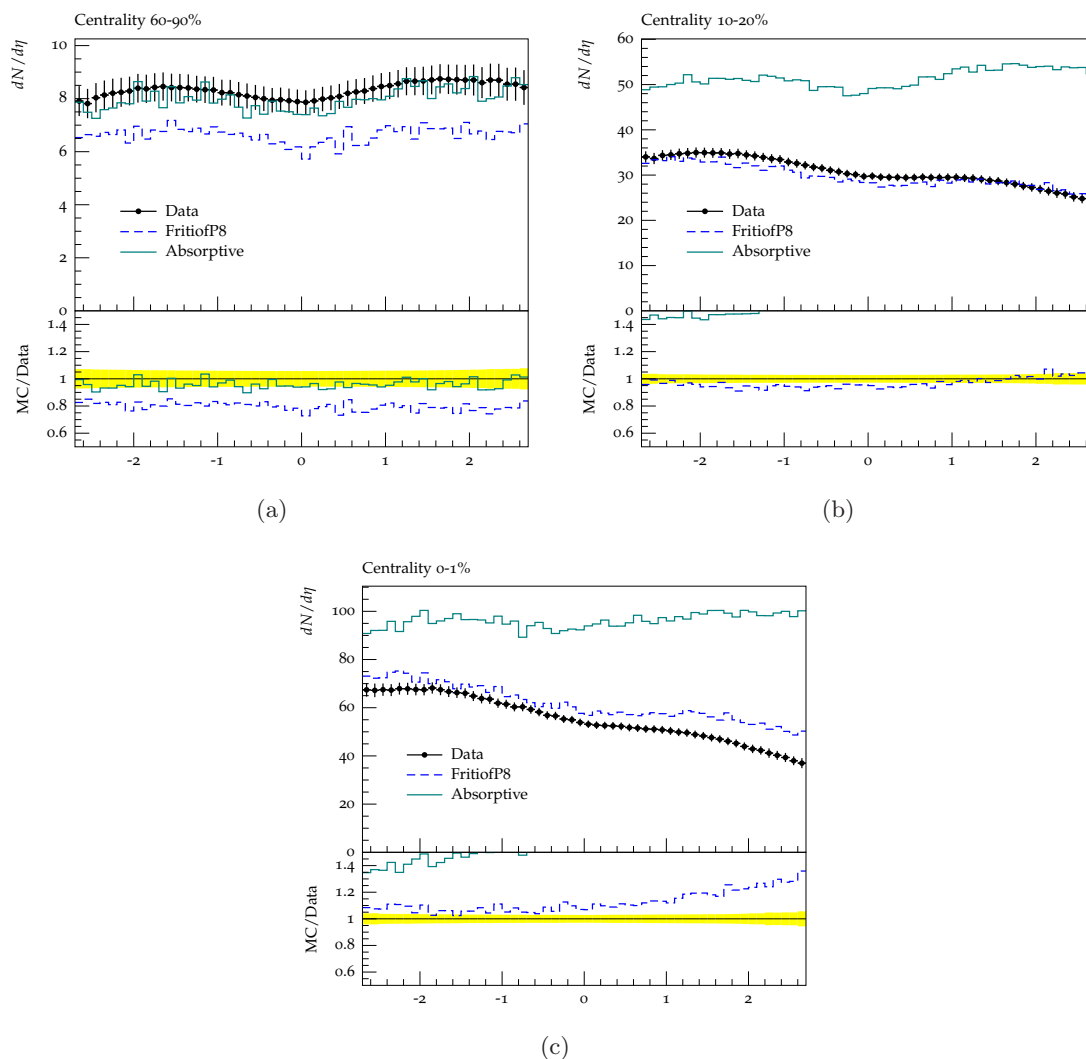 Centrality 60-90%
dN/dη
10
8
6
4
2
0
Data
FritiofP8
Absorptive
MC/Data
1.4
1.2
1
0.8
0.6
-2 -1 0 1 2
(a)
Centrality 10-20%
dN/dη
60
50
40
30
20
10
0
Data
FritiofP8
Absorptive
MC/Data
1.4
1.2
1
0.8
0.6
-2 -1 0 1 2
(b)
Centrality 0-1%
dN/dη
100
80
60
40
20
0
Data
FritiofP8
Absorptive
MC/Data
1.4
1.2
1
0.8
0.6
-2 -1 0 1 2
(c)